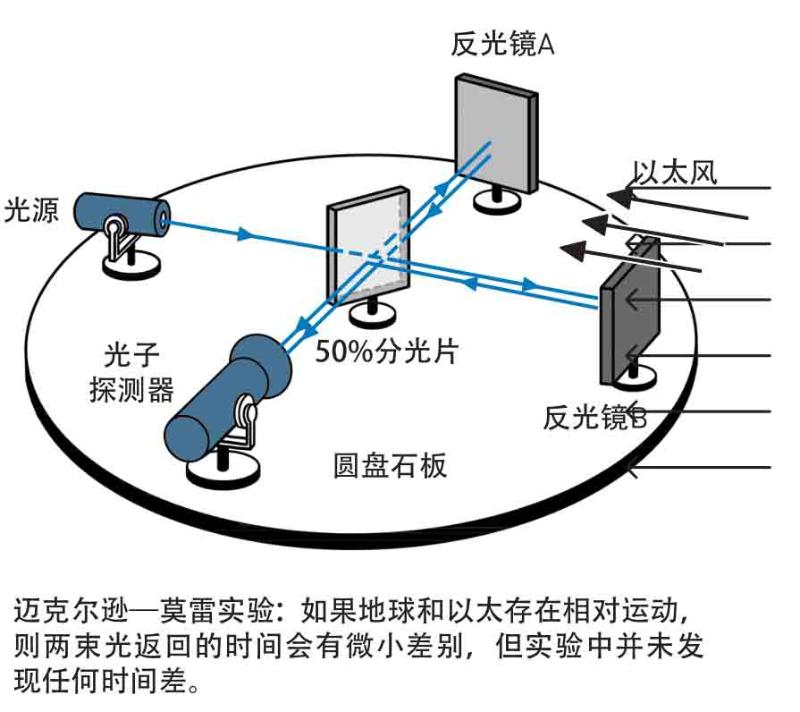 反光镜A
以太风
光源
50%分光片
光子
探测器
反光镜B
圆盘石板
迈克尔逊—莫雷实验：如果地球和以太存在相对运动，
则两束光返回的时间会有微小差别，但实验中并未发
现任何时间差。